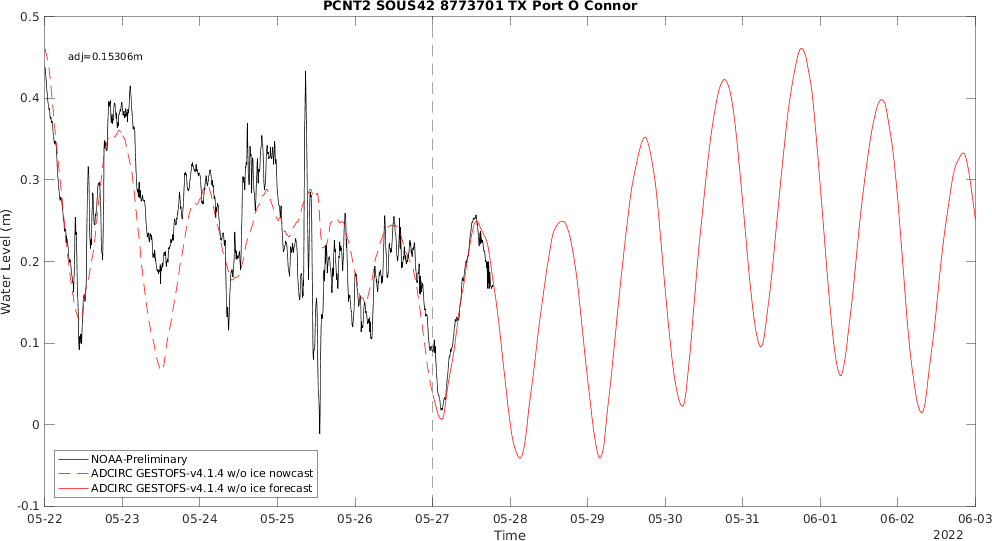 PCNT2 SOUS42 8773701 TX Port O Connor
adj=0.15306m
0.5
0.4
0.3
0.2
0.1
0
-0.1
Water Level (m)
NOAA-Preliminary
ADCIRC GESTOFS-v4.1.4 w/o ice nowcast
ADCIRC GESTOFS-v4.1.4 w/o ice forecast
05-22 05-23 05-24 05-25 05-26 05-27 05-28 05-29 05-30 05-31 06-01 06-02 06-03
Time
2022